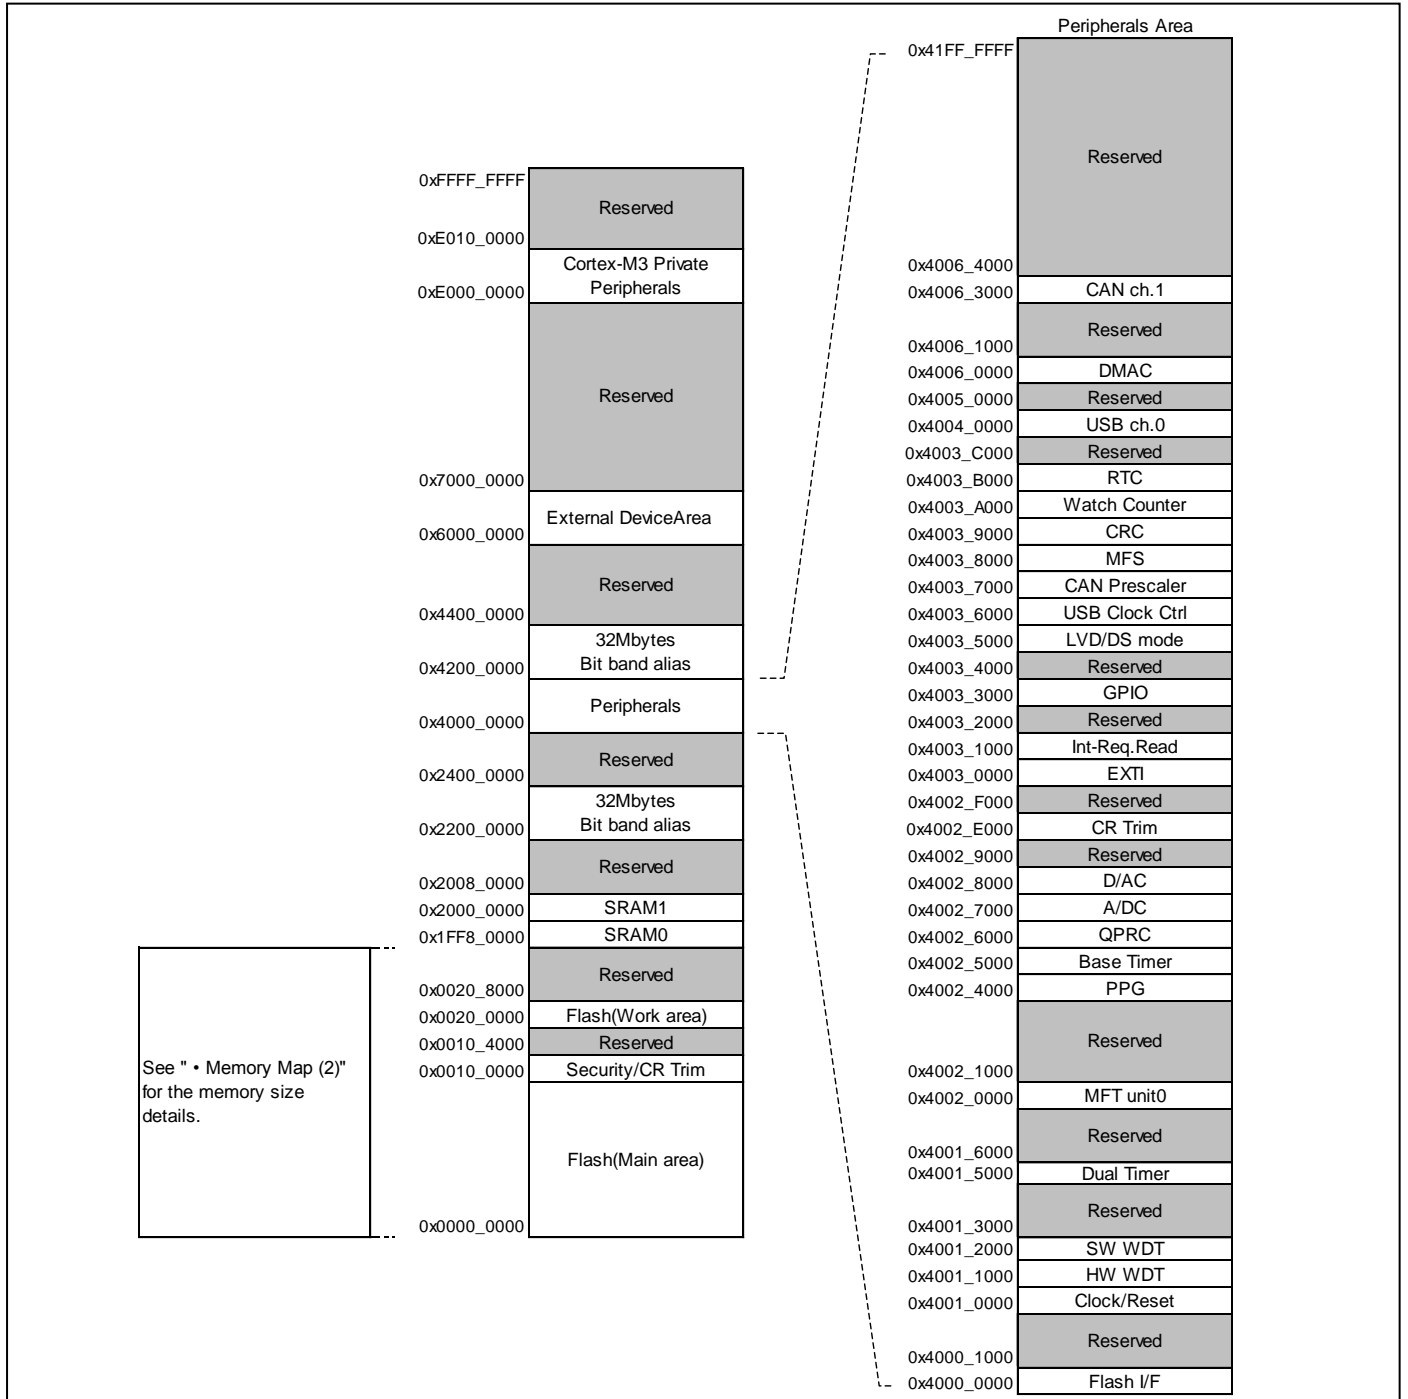 Peripherals Area
0x41FF_FFFF
Reserved
0x4006_4000
0x4006_3000 CAN ch.1
Reserved
0x4006_1000
0x4006_0000 DMAC
0x4005_0000 Reserved
0x4004_0000 USB ch.0
0x4003_C000 Reserved
0x4003_B000 RTC
0x4003_A000 Watch Counter
0x4003_9000 CRC
0x4003_8000 MFS
0x4003_7000 CAN Prescaler
0x4003_6000 USB Clock Ctrl
0x4003_5000 LVD/DS mode
0x4003_4000 Reserved
0x4003_3000 GPIO
0x4003_2000 Reserved
0x4003_1000 Int-Req.Read
0x4003_0000 EXTI
0x4002_F000 Reserved
0x4002_E000 CR Trim
0x4002_9000 Reserved
0x4002_8000 D/AC
0x4002_7000 A/DC
0x4002_6000 QPRC
0x4002_5000 Base Timer
0x4002_4000 PPG
Reserved
0x4002_1000
0x4002_0000 MFT unit0
Reserved
0x4001_6000
0x4001_5000 Dual Timer
Reserved
0x4001_3000
0x4001_2000 SW WDT
0x4001_1000 HW WDT
0x4001_0000 Clock/Reset
Reserved
0x4000_1000
0x4000_0000 Flash I/F
0xFFFF_FFFF
Reserved
0xE010_0000
Cortex-M3 Private
0xE000_0000 Peripherals
Reserved
0x7000_0000
External DeviceArea
0x6000_0000
Reserved
0x4400_0000
32Mbytes
0x4200_0000 Bit band alias
Peripherals
0x4000_0000
Reserved
0x2400_0000
32Mbytes
0x2200_0000 Bit band alias
Reserved
0x2008_0000
0x2000_0000 SRAM1
0x1FF8_0000 SRAM0
Reserved
0x0020_8000
0x0020_0000 Flash(Work area)
0x0010_4000 Reserved
0x0010_0000 Security/CR Trim
Flash(Main area)
0x0000_0000
See " • Memory Map (2)"
for the memory size
details.